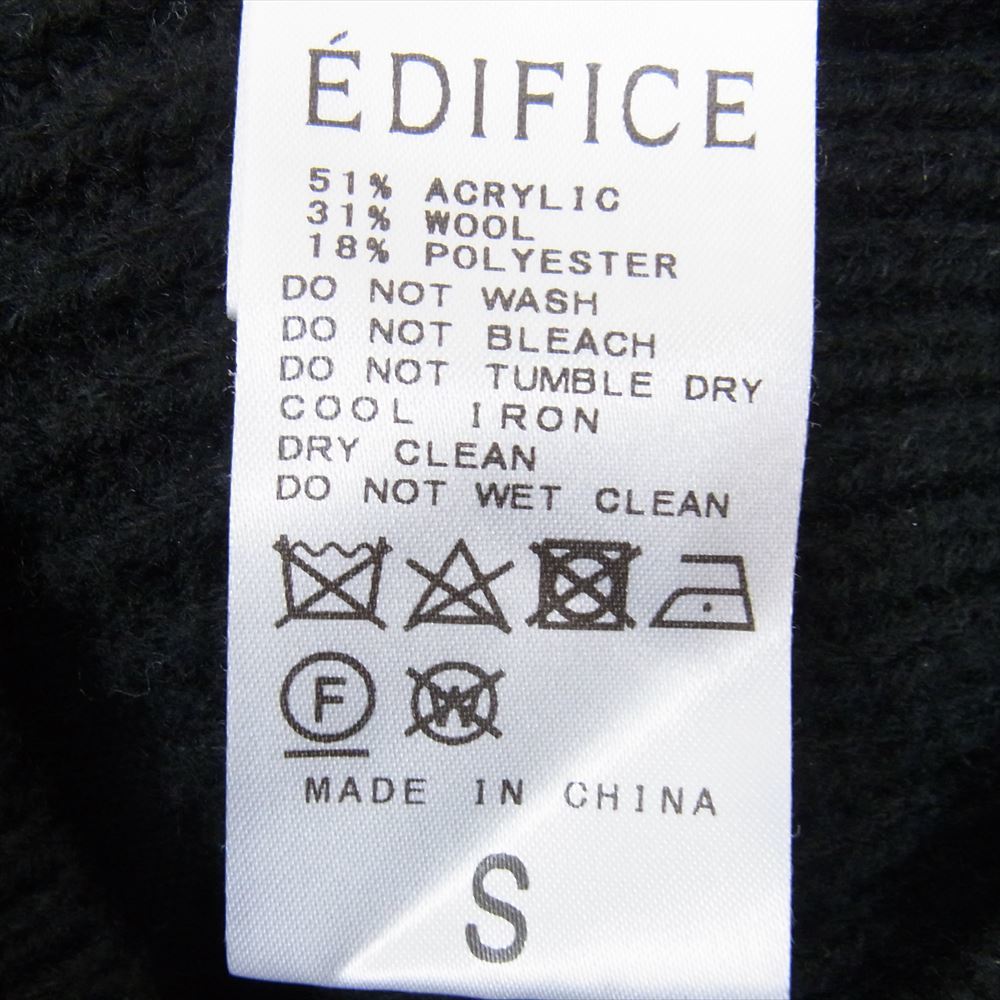 ÉDIFICE
51% ACRYLIC
31% WOOL
18% POLYESTER
DO NOT WASH
DO NOT BLEACH
DO NOT TUMBLE DRY
COOL IRON
DRY CLEAN
DO NOT WET CLEAN
F W
MADE IN CHINA
S